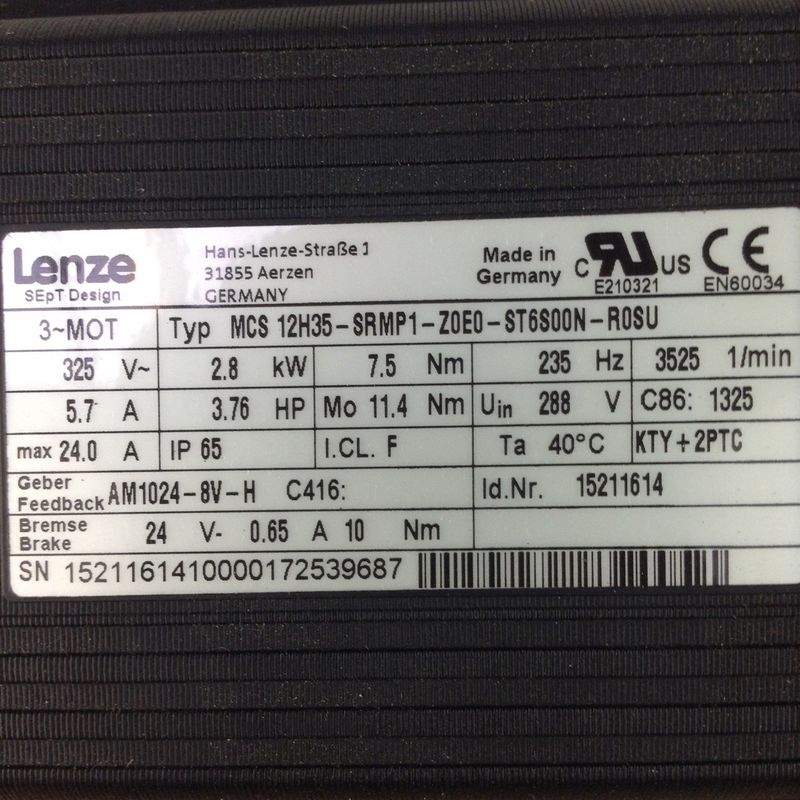 Lenze
SEpT Design
Hans-Lenze-Straße 1
31855 Aerzen
GERMANY
Made in
Germany
C UL US
E210321
CE
EN60034
3~MOT Typ MCS 12H35-SRMP1-Z0E0-ST6S00N-R0SU
325 V~ 2.8 kW 7.5 Nm 235 Hz 3525 1/min
5.7 A 3.76 HP Mo 11.4 Nm Uin 288 V C86: 1325
max 24.0 A IP 65 I.CL. F Ta 40°C KTY+2PTC
Geber
Feedback AM1024-8V-H C416: Id.Nr. 15211614
Bremse
Brake 24 V- 0.65 A 10 Nm
SN 1521161410000172539687